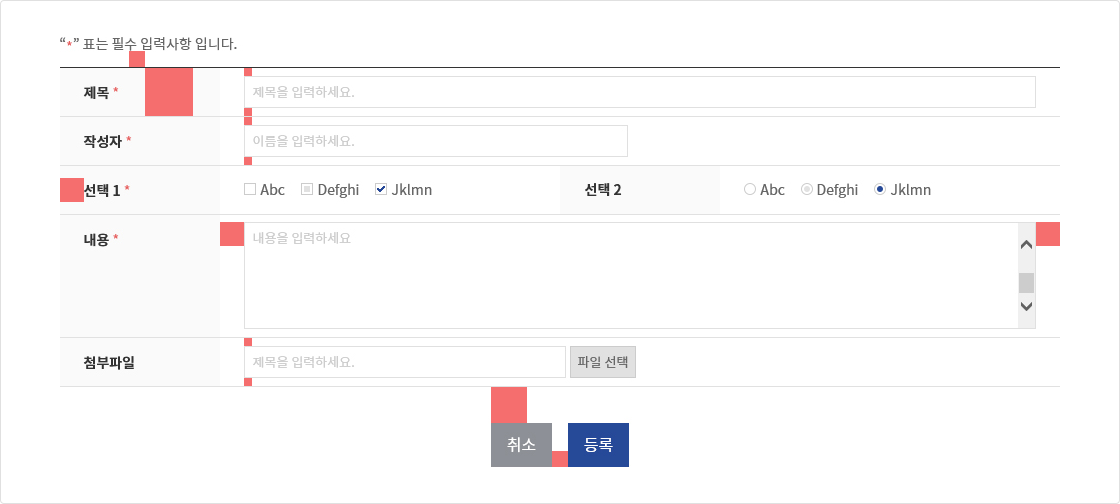 “*” 표는 필수 입력사항 입니다.
제목 * 제목을 입력하세요.
작성자 * 이름을 입력하세요.
선택 1 * Abc Defghi Jklmn 선택 2 Abc Defghi Jklmn
내용 * 내용을 입력하세요
첨부파일 제목을 입력하세요. 파일 선택
취소 등록